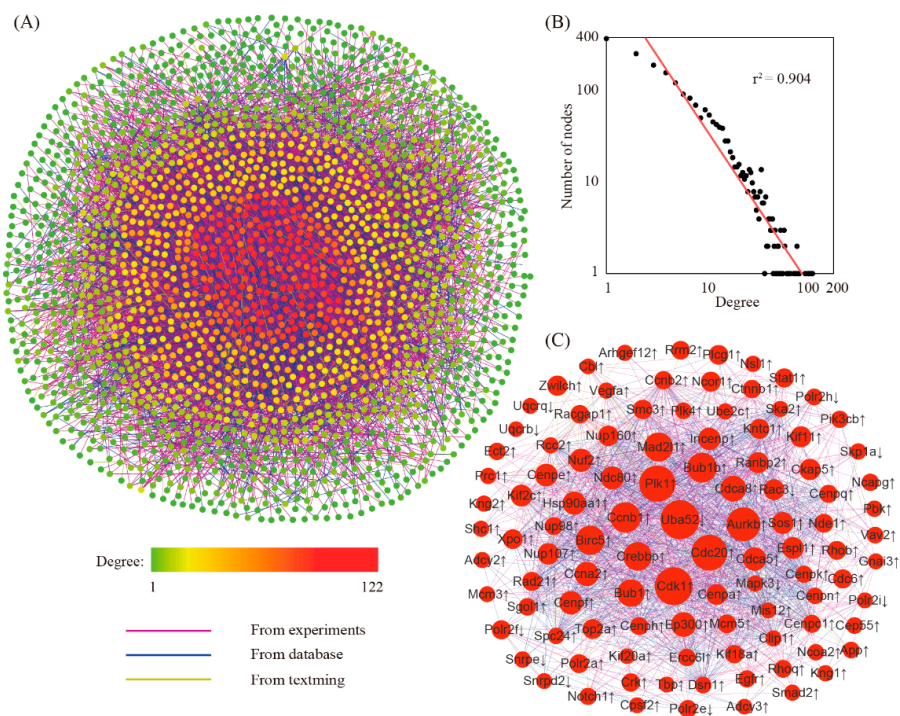 (A)
Degree:
1
122
From experiments
From database
From textming
(B)
400
100
10
1
Number of nodes
r² = 0.904
1
10
100 200
Degree
(C)
Arhgef12↑
Rrm2↑
Plcg1↑
Nsl1↑
Cbl↑
Zwilch↑
Vegfa↑
Ccnb2↑
Ncor1↑
Ctnnb1↑
Stat1↑
Polr2h↓
Uqcrq↓
Racgap1↑
Smc3↑
Plk4↑
Ube2c↑
Ska2↑
Pik3cb↑
Uqcrb↓
Nup160↑
Mad2l1↑
Incenp↑
Kntc1↑
Klf11↑
Skp1a↓
Ect2↑
Rcc2↑
Nuf2↑
Bub1b↑
Ranbp2↑
Ckap5↑
Prc1↑
Cenpe↑
Ndc80↑
Plk1↑
Cdca8↑
Rac3↓
Cenpq↑
Ncapg↑
Kng2↑
Kif2c↑
Hsp90aa1↑
Pbk↑
Shc1↑
Nup98↑
Ccnb1↑
Uba52↓
Aurkb↑
Sos1↑
Nde1↑
Vav2↑
Xpo1↑
Birc5↑
Adcy2↑
Nup107↑
Crebbp↑
Cdc20↑
Cdca5↑
Espl1↑
Rhob↑
Gnai3↑
Mcm3↑
Rad21↑
Ccna2↑
Cdk1↑
Mapk3↓
Cenpk↑
Cdc6↑
Sgol1↑
Cenpf↑
Bub1↑
Cenpa↑
Cenpn↑
Polr2i↓
Mis12↑
Polr2f↓
Spc24↑
Top2a↑
Cenph↑
Ep300↑
Mcm5↑
Clip1↑
Cenpc1↑
Cep55↑
Snrpe↓
Polr2a↑
Kif20a↑
Ercc6l↑
Kif18a↑
Ncoa2↑
App↑
Snrpd2↓
Crk↑
Tbp↑
Dsn1↑
Egfr↑
Rhoq↑
Kng1↑
Notch1↑
Cpsf2↑
Polr2e↓
Adcy3↑
Smad2↑